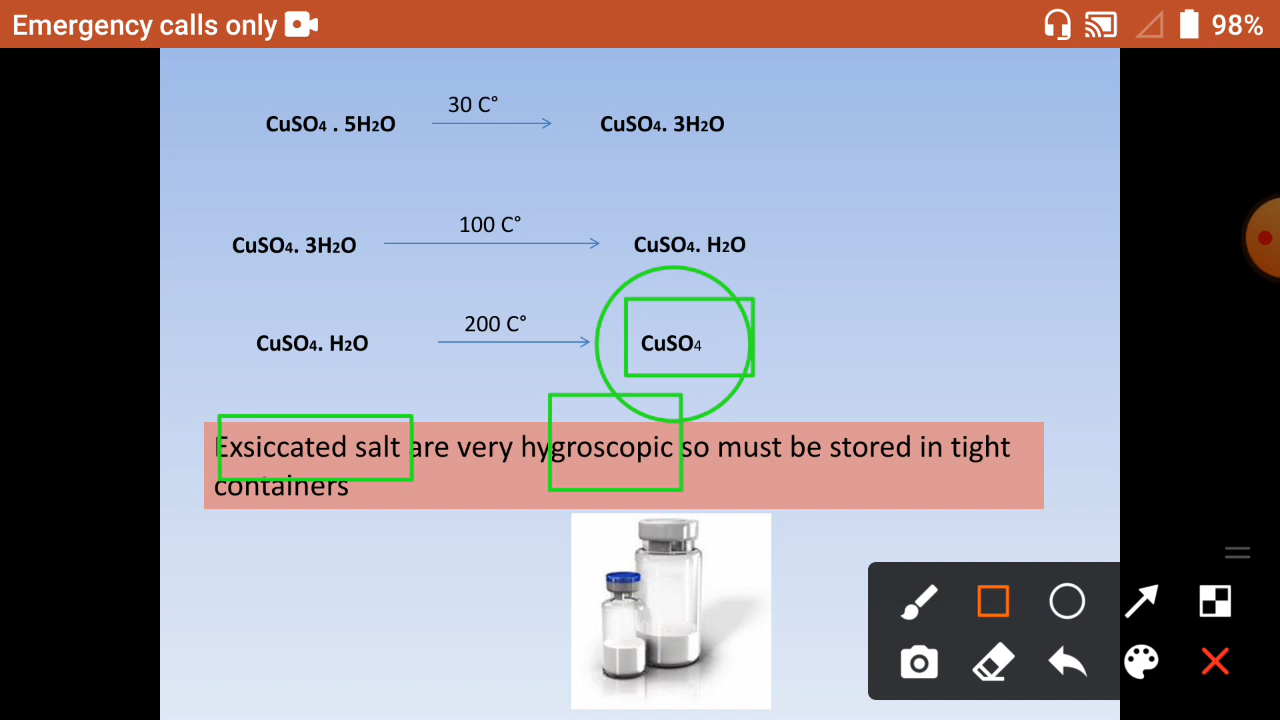 Emergency calls only 98%
30 C°
CuSO4 . 5H2O CuSO4. 3H2O
100 C°
CuSO4. 3H2O CuSO4. H2O
200 C°
CuSO4. H2O CuSO4
Exsiccated salt are very hygroscopic so must be stored in tight
containers